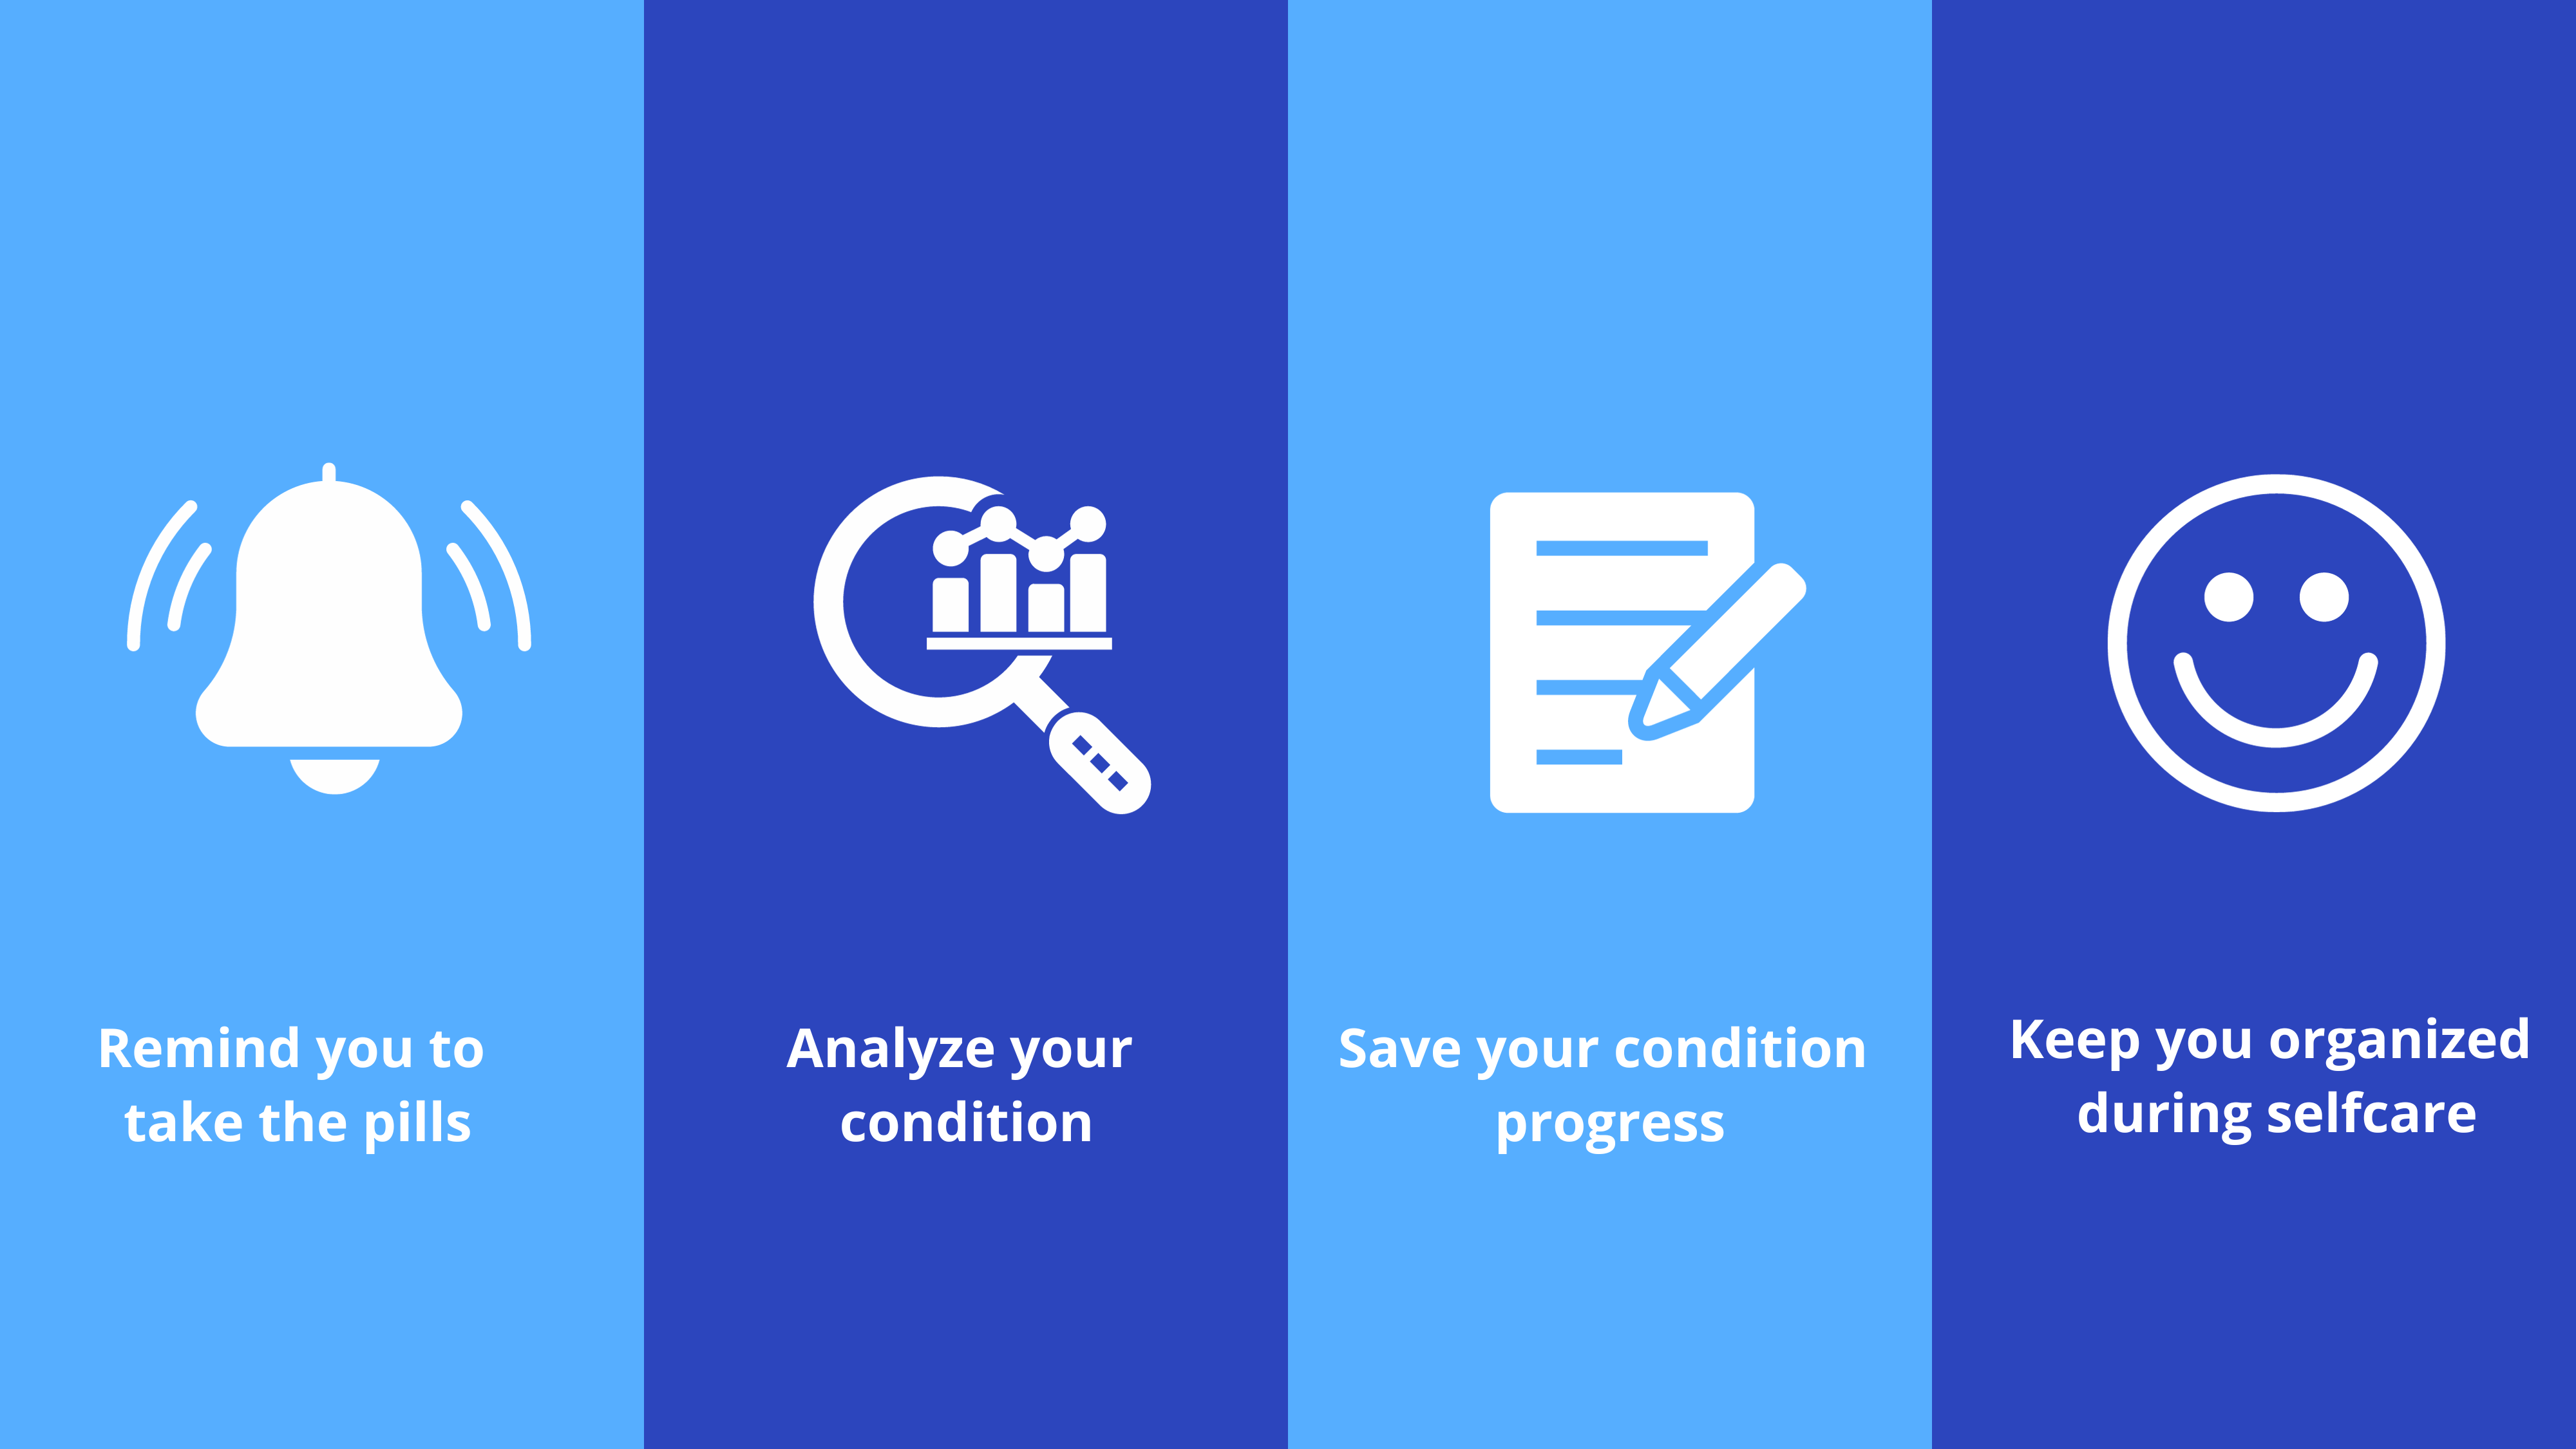 Remind you to
take the pills
Analyze your
condition
Save your condition
progress
Keep you organized
during selfcare